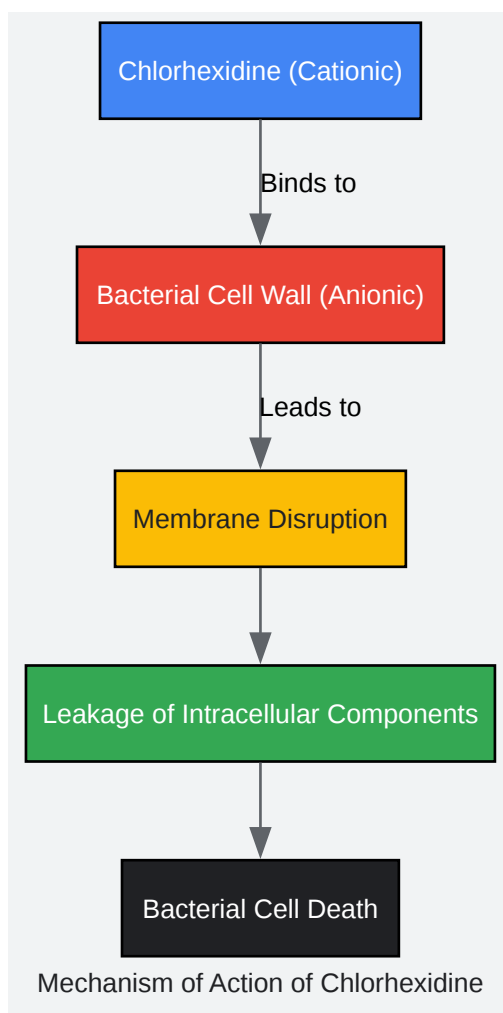 Chlorhexidine (Cationic)
Binds to
Bacterial Cell Wall (Anionic)
Leads to
Membrane Disruption
Leakage of Intracellular Components
Bacterial Cell Death
Mechanism of Action of Chlorhexidine